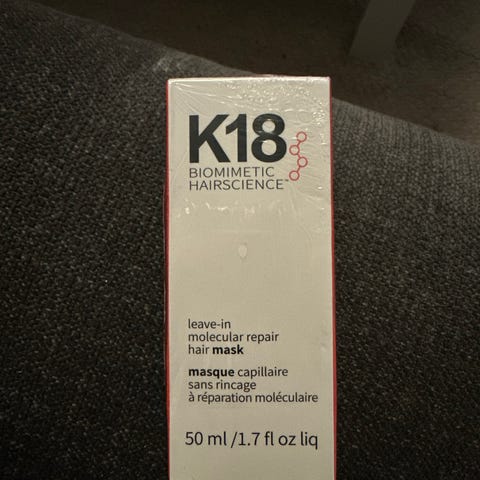 K18
BIOMIMETIC
HAIRSCIENCE™
leave-in
molecular repair
hair mask
masque capillaire
sans rincage
à réparation moléculaire
50 ml /1.7 fl oz liq